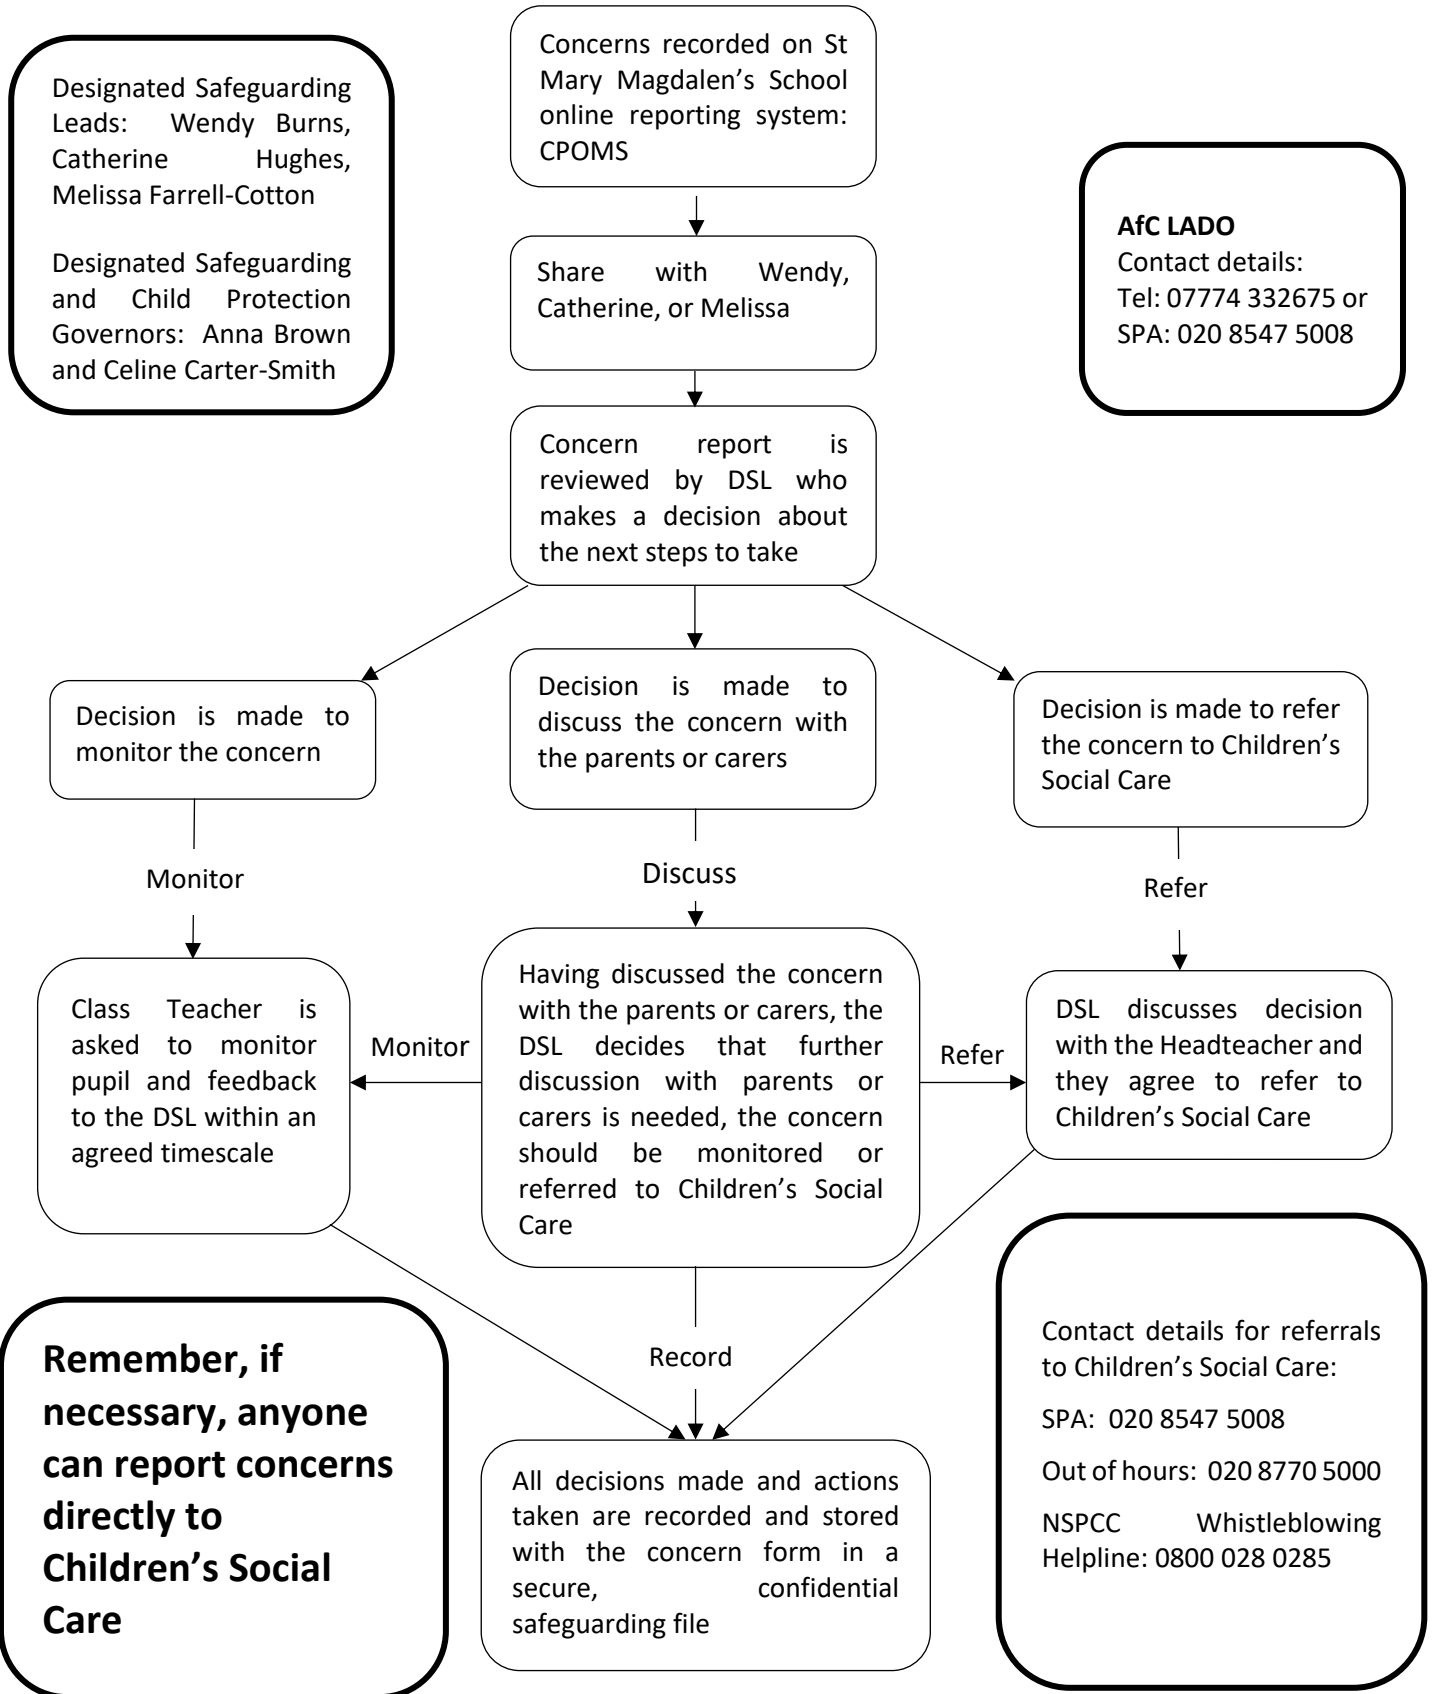 Concerns recorded on St
Mary Magdalen’s School
online reporting system:
CPOMS
Designated Safeguarding
Leads: Wendy Burns,
Catherine Hughes,
Melissa Farrell-Cotton
Designated Safeguarding
and Child Protection
Governors: Anna Brown
and Celine Carter-Smith
AfC LADO
Contact details:
Tel: 07774 332675 or
SPA: 020 8547 5008
Share with Wendy,
Catherine, or Melissa
Concern report is
reviewed by DSL who
makes a decision about
the next steps to take
Decision is made to
monitor the concern
Decision is made to
discuss the concern with
the parents or carers
Decision is made to refer
the concern to Children’s
Social Care
Monitor
Discuss
Refer
Class Teacher is
asked to monitor
pupil and feedback
to the DSL within an
agreed timescale
Monitor
Having discussed the concern
with the parents or carers, the
DSL decides that further
discussion with parents or
carers is needed, the concern
should be monitored or
referred to Children’s Social
Care
Refer
DSL discusses decision
with the Headteacher and
they agree to refer to
Children’s Social Care
Record
Remember, if
necessary, anyone
can report concerns
directly to
Children’s Social
Care
All decisions made and actions
taken are recorded and stored
with the concern form in a
secure, confidential
safeguarding file
Contact details for referrals
to Children’s Social Care:
SPA: 020 8547 5008
Out of hours: 020 8770 5000
NSPCC Whistleblowing
Helpline: 0800 028 0285